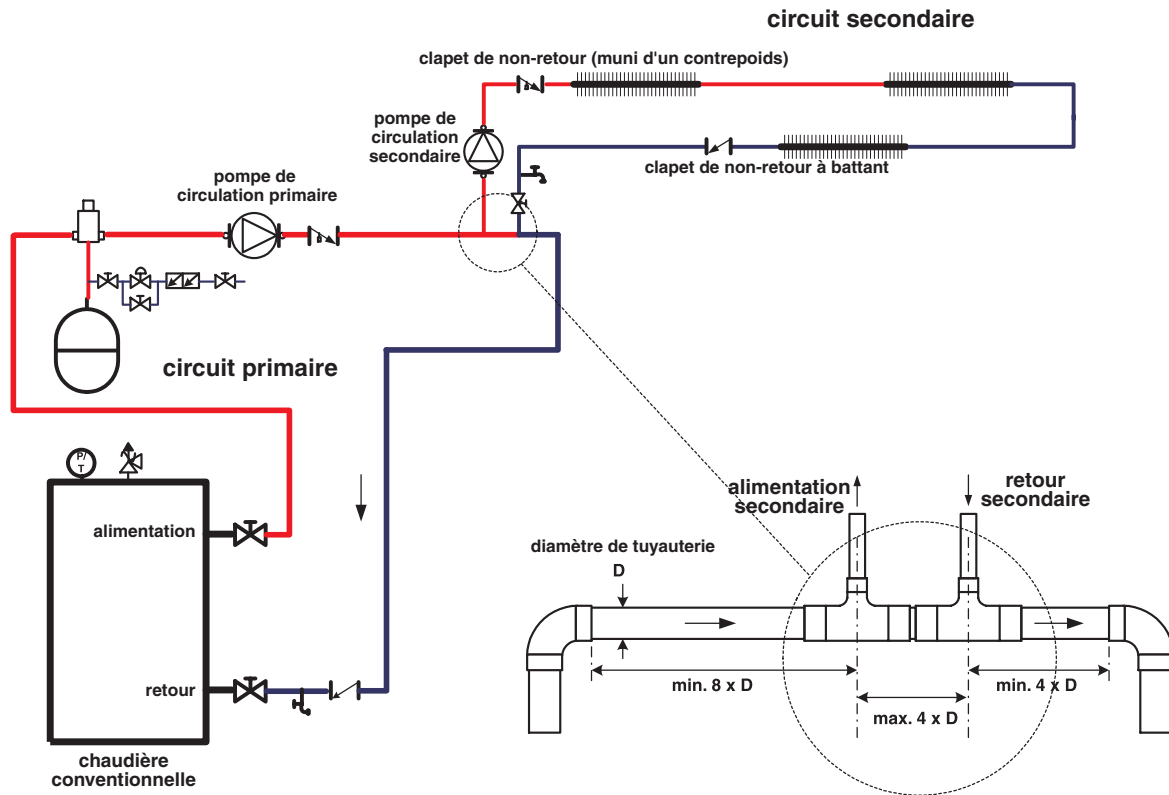 circuit secondaire
clapet de non-retour (muni d'un contrepoids)
pompe de
circulation
secondaire
clapet de non-retour à battant
pompe de
circulation primaire
circuit primaire
P/
T
alimentation
retour
chaudière
conventionnelle
alimentation
secondaire
retour
secondaire
diamètre de tuyauterie
D
min. 8 x D
min. 4 x D
max. 4 x D